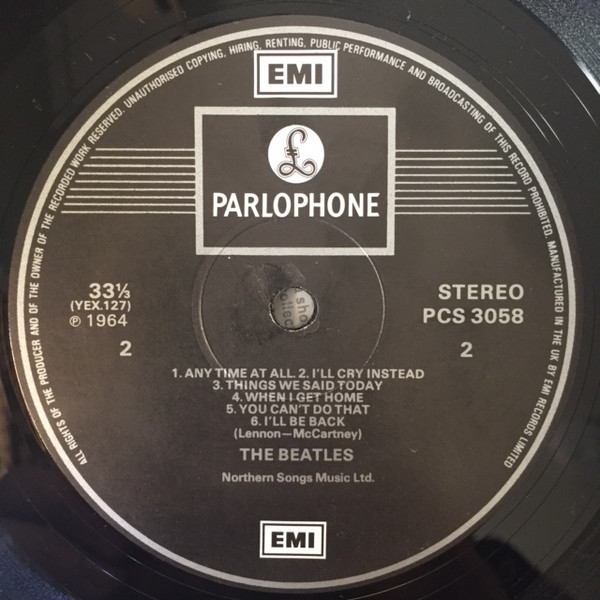 ALL RIGHTS OF THE PRODUCER AND OF THE OWNER OF THE RECORDED WORK RESERVED. UNAUTHORISED COPYING, HIRING, RENTING, PUBLIC PERFORMANCE AND BROADCASTING OF THIS RECORD PROHIBITED. MANUFACTURED IN THE UK BY EMI RECORDS LIMITED
EMI
£
PARLOPHONE
33⅓
(YEX.127)
℗ 1964
2
STEREO
PCS 3058
2
1. ANY TIME AT ALL 2. I'LL CRY INSTEAD
3. THINGS WE SAID TODAY
4. WHEN I GET HOME
5. YOU CAN'T DO THAT
6. I'LL BE BACK
(Lennon—McCartney)
THE BEATLES
Northern Songs Music Ltd.
EMI